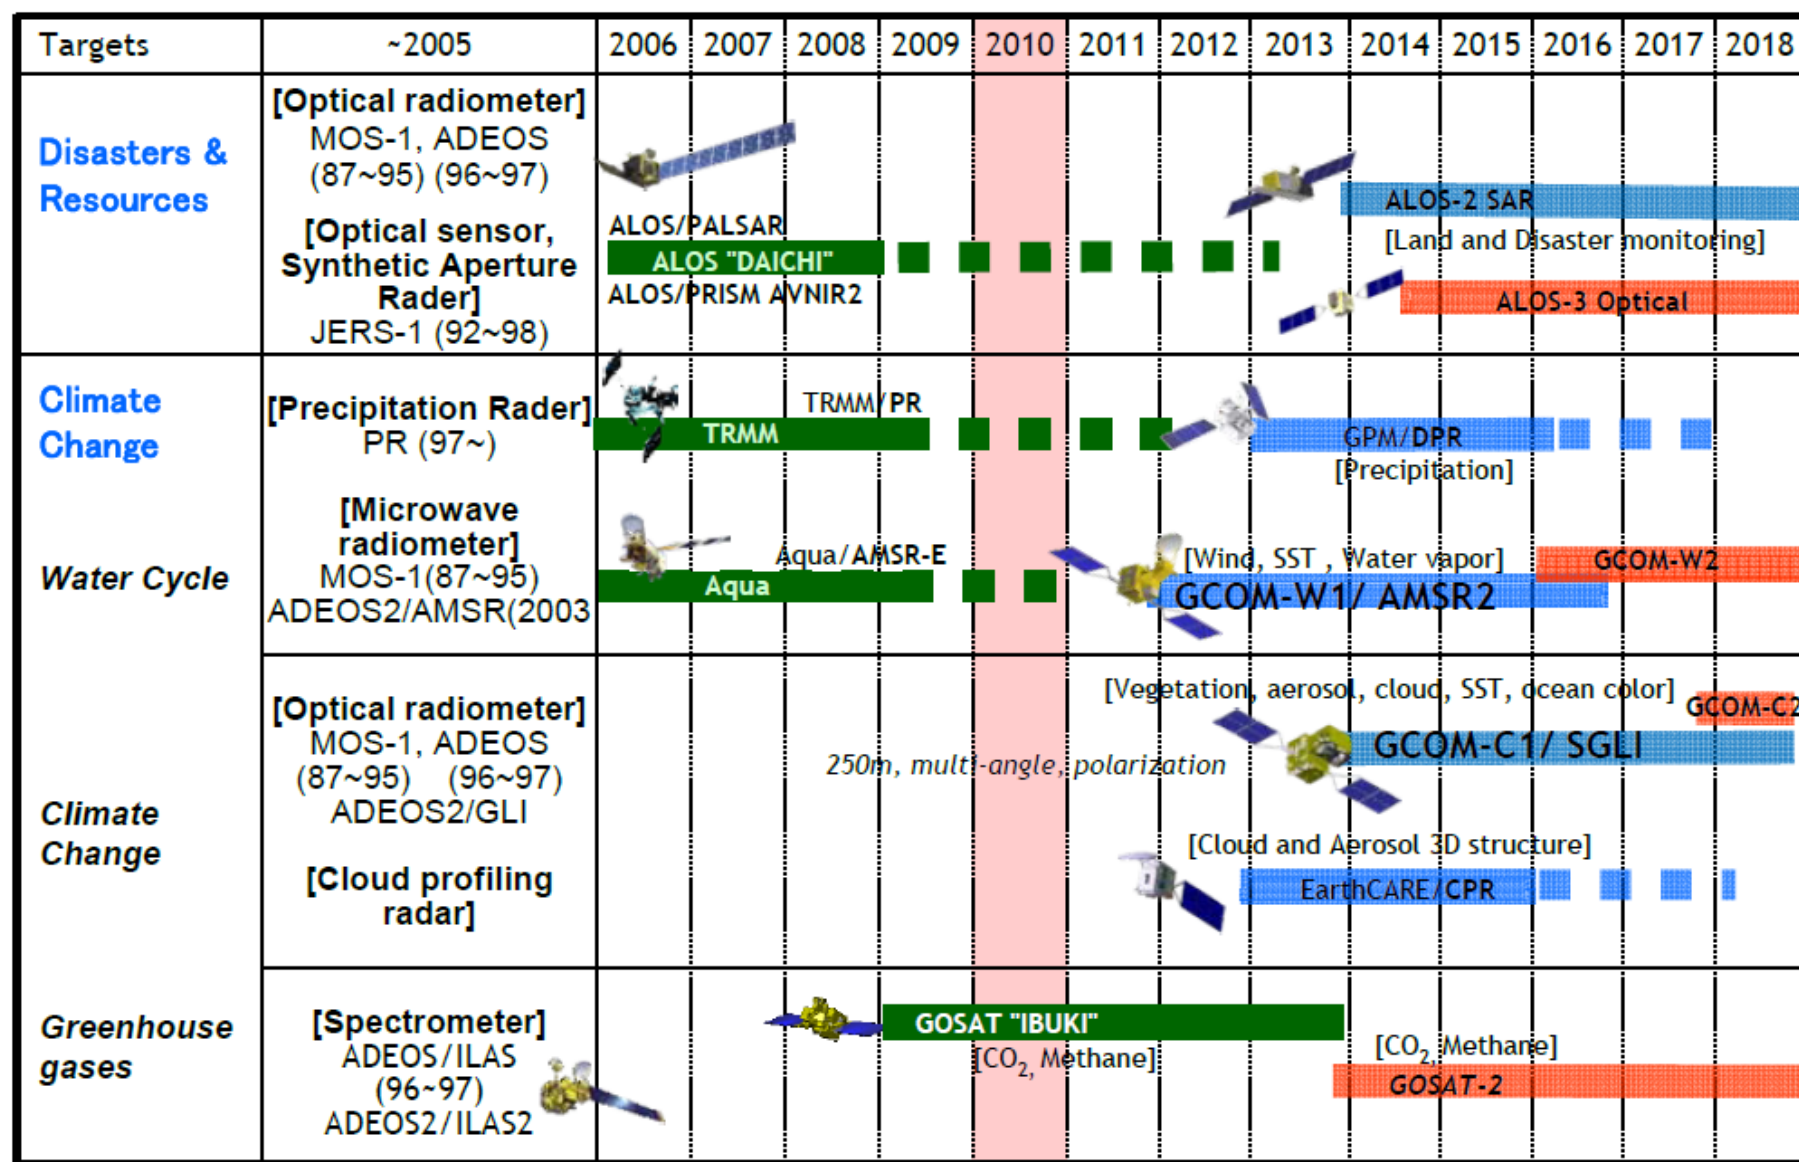 Targets ~2005 2006 2007 2008 2009 2010 2011 2012 2013 2014 2015 2016 2017 2018
Disasters &
Resources
[Optical radiometer]
MOS-1, ADEOS
(87~95) (96~97)
[Optical sensor,
Synthetic Aperture
Rader]
JERS-1 (92~98)
ALOS/PALSAR
ALOS "DAICHI"
ALOS/PRISM AVNIR2
ALOS-2 SAR
[Land and Disaster monitoring]
ALOS-3 Optical
Climate
Change
[Precipitation Rader]
PR (97~)
TRMM/PR
TRMM
GPM/DPR
[Precipitation]
Water Cycle
[Microwave
radiometer]
MOS-1(87~95)
ADEOS2/AMSR(2003
Aqua/AMSR-E
Aqua
[Wind, SST , Water vapor]
GCOM-W1/ AMSR2
GCOM-W2
Climate
Change
[Optical radiometer]
MOS-1, ADEOS
(87~95) (96~97)
ADEOS2/GLI
[Cloud profiling
radar]
[Vegetation, aerosol, cloud, SST, ocean color]
GCOM-C2
GCOM-C1/ SGLI
250m, multi-angle, polarization
[Cloud and Aerosol 3D structure]
EarthCARE/CPR
Greenhouse
gases
[Spectrometer]
ADEOS/ILAS
(96~97)
ADEOS2/ILAS2
GOSAT "IBUKI"
[CO2, Methane]
[CO2, Methane]
GOSAT-2